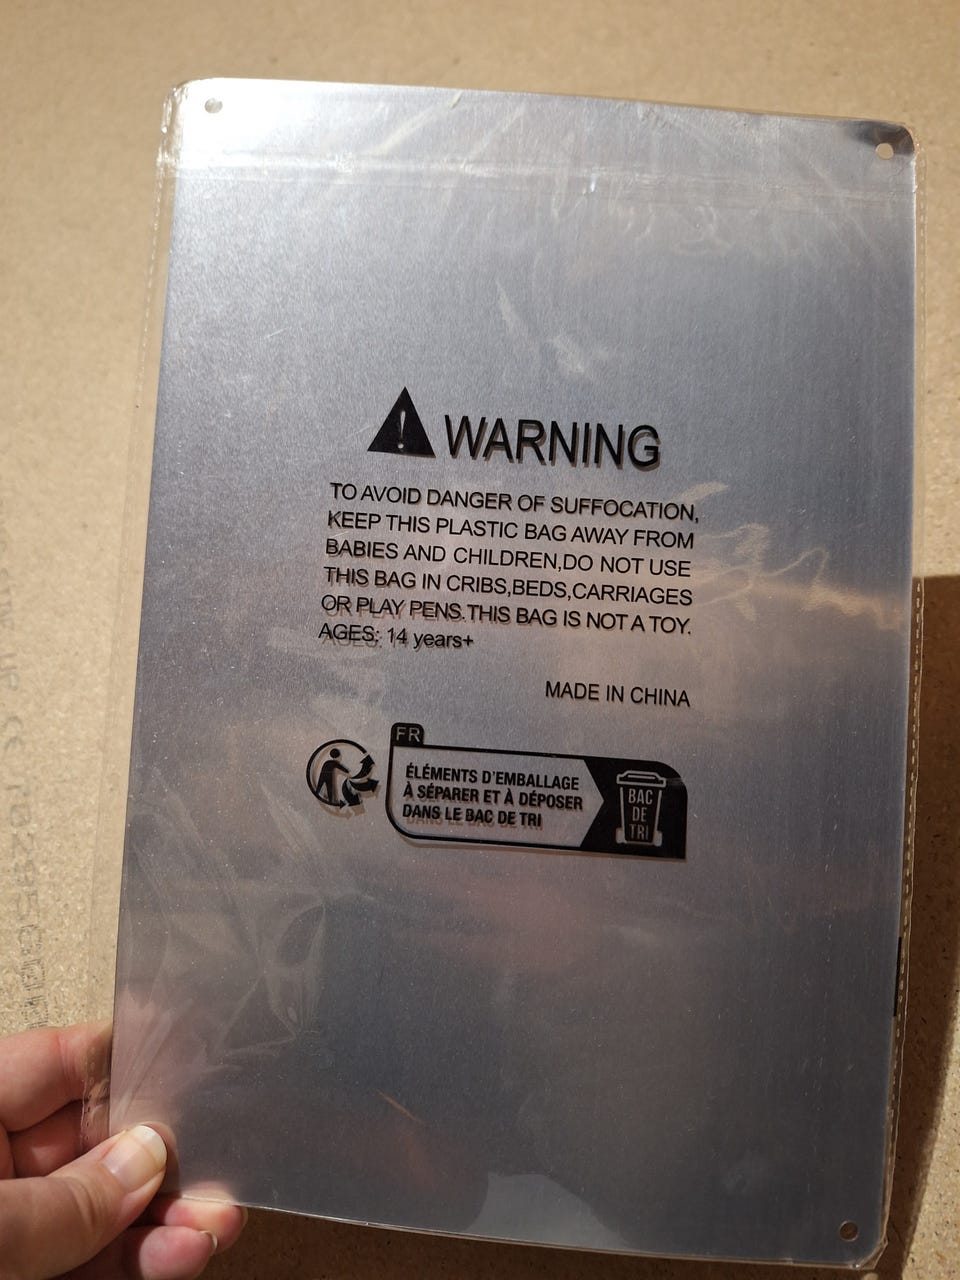 WARNING
TO AVOID DANGER OF SUFFOCATION,
KEEP THIS PLASTIC BAG AWAY FROM
BABIES AND CHILDREN,DO NOT USE
THIS BAG IN CRIBS,BEDS,CARRIAGES
OR PLAY PENS.THIS BAG IS NOT A TOY.
AGES: 14 years+
MADE IN CHINA
FR
ÉLÉMENTS D'EMBALLAGE
À SÉPARER ET À DÉPOSER
DANS LE BAC DE TRI
BAC
DE
TRI